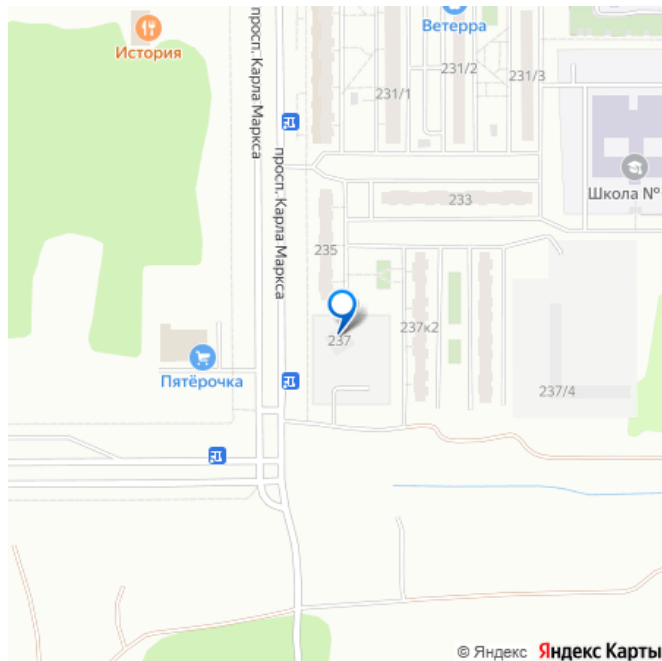 Ветерра
История
231/2
231/3
231/1
просп. Карла Маркса
просп. Карла Маркса
Школа №
233
235
237
237к2
Пятёрочка
237/4
© Яндекс Яндекс Карты